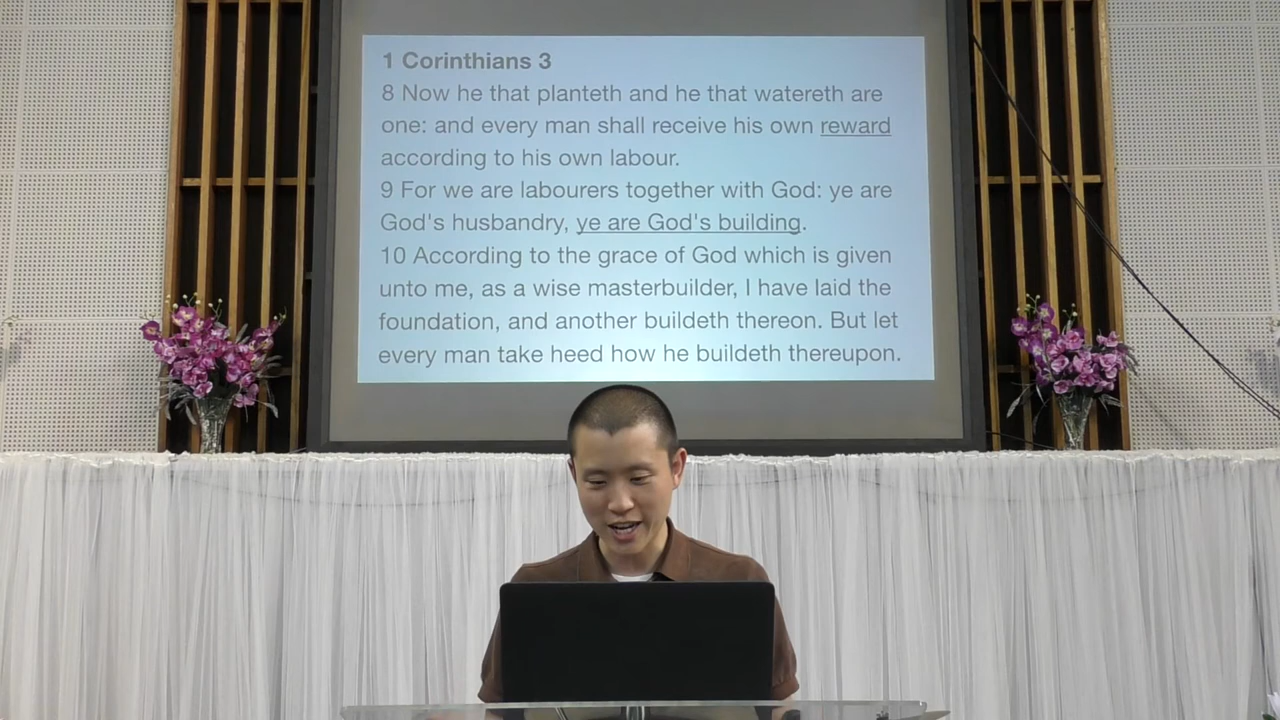 1 Corinthians 3
8 Now he that planteth and he that watereth are
one: and every man shall receive his own reward
according to his own labour.
9 For we are labourers together with God: ye are
God's husbandry, ye are God's building.
10 According to the grace of God which is given
unto me, as a wise masterbuilder, I have laid the
foundation, and another buildeth thereon. But let
every man take heed how he buildeth thereupon.